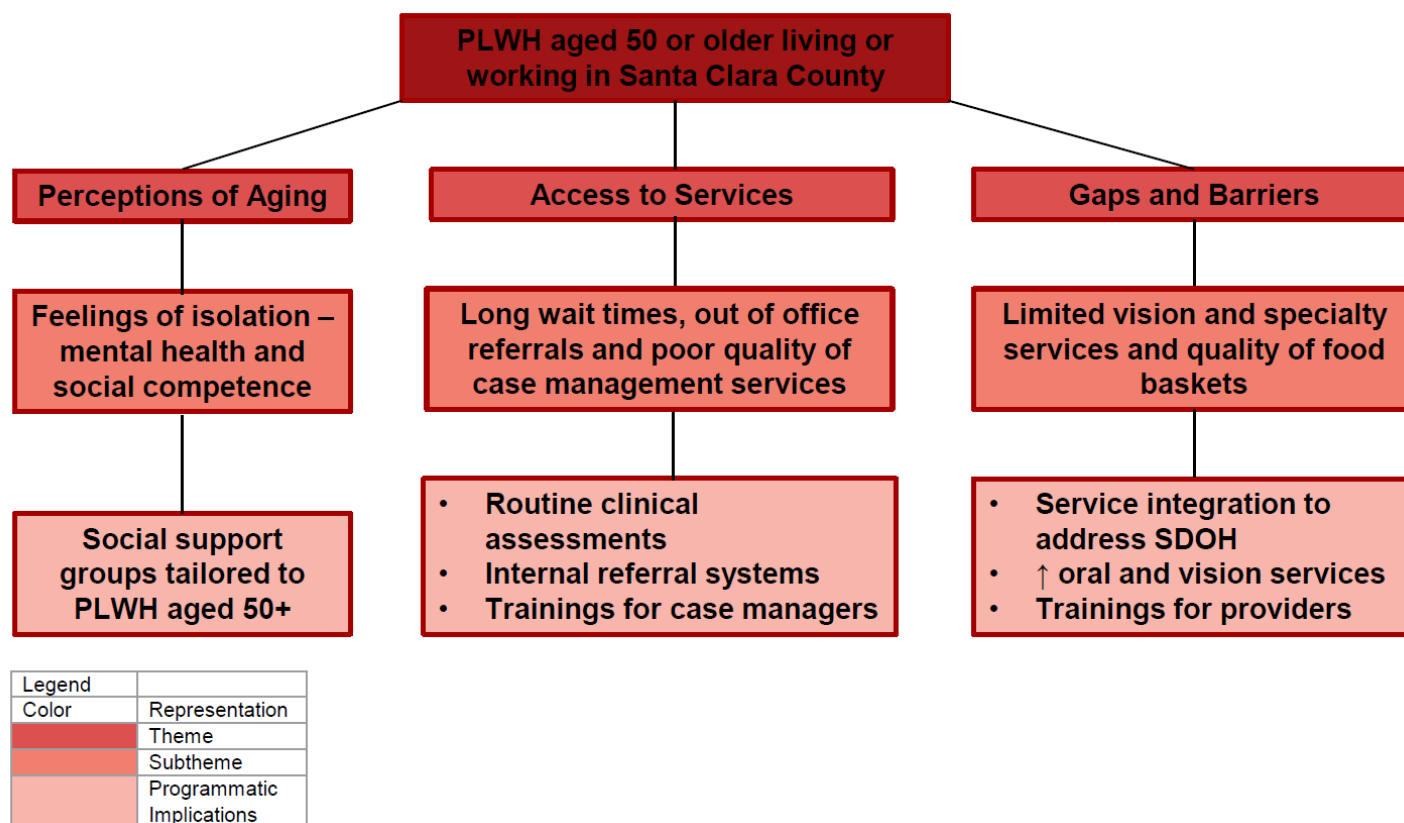 PLWH aged 50 or older living or
working in Santa Clara County
Perceptions of Aging
Access to Services
Gaps and Barriers
Feelings of isolation –
mental health and
social competence
Long wait times, out of office
referrals and poor quality of
case management services
Limited vision and specialty
services and quality of food
baskets
Social support
groups tailored to
PLWH aged 50+
• Routine clinical
assessments
• Internal referral systems
• Trainings for case managers
• Service integration to
address SDOH
• ↑ oral and vision services
• Trainings for providers
Legend
Color Representation
Theme
Subtheme
Programmatic
Implications